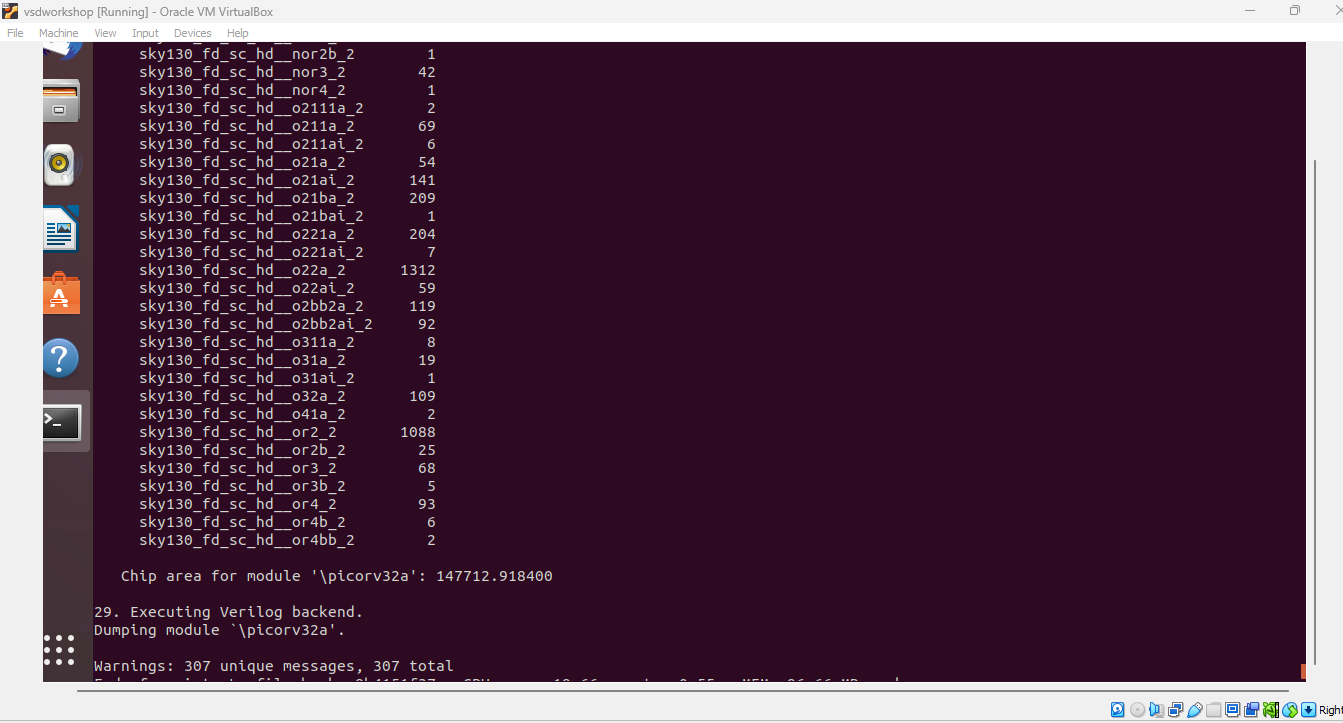 vsdworkshop [Running] - Oracle VM VirtualBox
File Machine View Input Devices Help
sky130_fd_sc_hd__nor2b_2 1
sky130_fd_sc_hd__nor3_2 42
sky130_fd_sc_hd__nor4_2 1
sky130_fd_sc_hd__o2111a_2 2
sky130_fd_sc_hd__o211a_2 69
sky130_fd_sc_hd__o211ai_2 6
sky130_fd_sc_hd__o21a_2 54
sky130_fd_sc_hd__o21ai_2 141
sky130_fd_sc_hd__o21ba_2 209
sky130_fd_sc_hd__o21bai_2 1
sky130_fd_sc_hd__o221a_2 204
sky130_fd_sc_hd__o221ai_2 7
sky130_fd_sc_hd__o22a_2 1312
sky130_fd_sc_hd__o22ai_2 59
sky130_fd_sc_hd__o2bb2a_2 119
sky130_fd_sc_hd__o2bb2ai_2 92
sky130_fd_sc_hd__o311a_2 8
sky130_fd_sc_hd__o31a_2 19
sky130_fd_sc_hd__o31ai_2 1
sky130_fd_sc_hd__o32a_2 109
sky130_fd_sc_hd__o41a_2 2
sky130_fd_sc_hd__or2_2 1088
sky130_fd_sc_hd__or2b_2 25
sky130_fd_sc_hd__or3_2 68
sky130_fd_sc_hd__or3b_2 5
sky130_fd_sc_hd__or4_2 93
sky130_fd_sc_hd__or4b_2 6
sky130_fd_sc_hd__or4bb_2 2
Chip area for module '\picorv32a': 147712.918400
29. Executing Verilog backend.
Dumping module `\picorv32a'.
Warnings: 307 unique messages, 307 total
Right